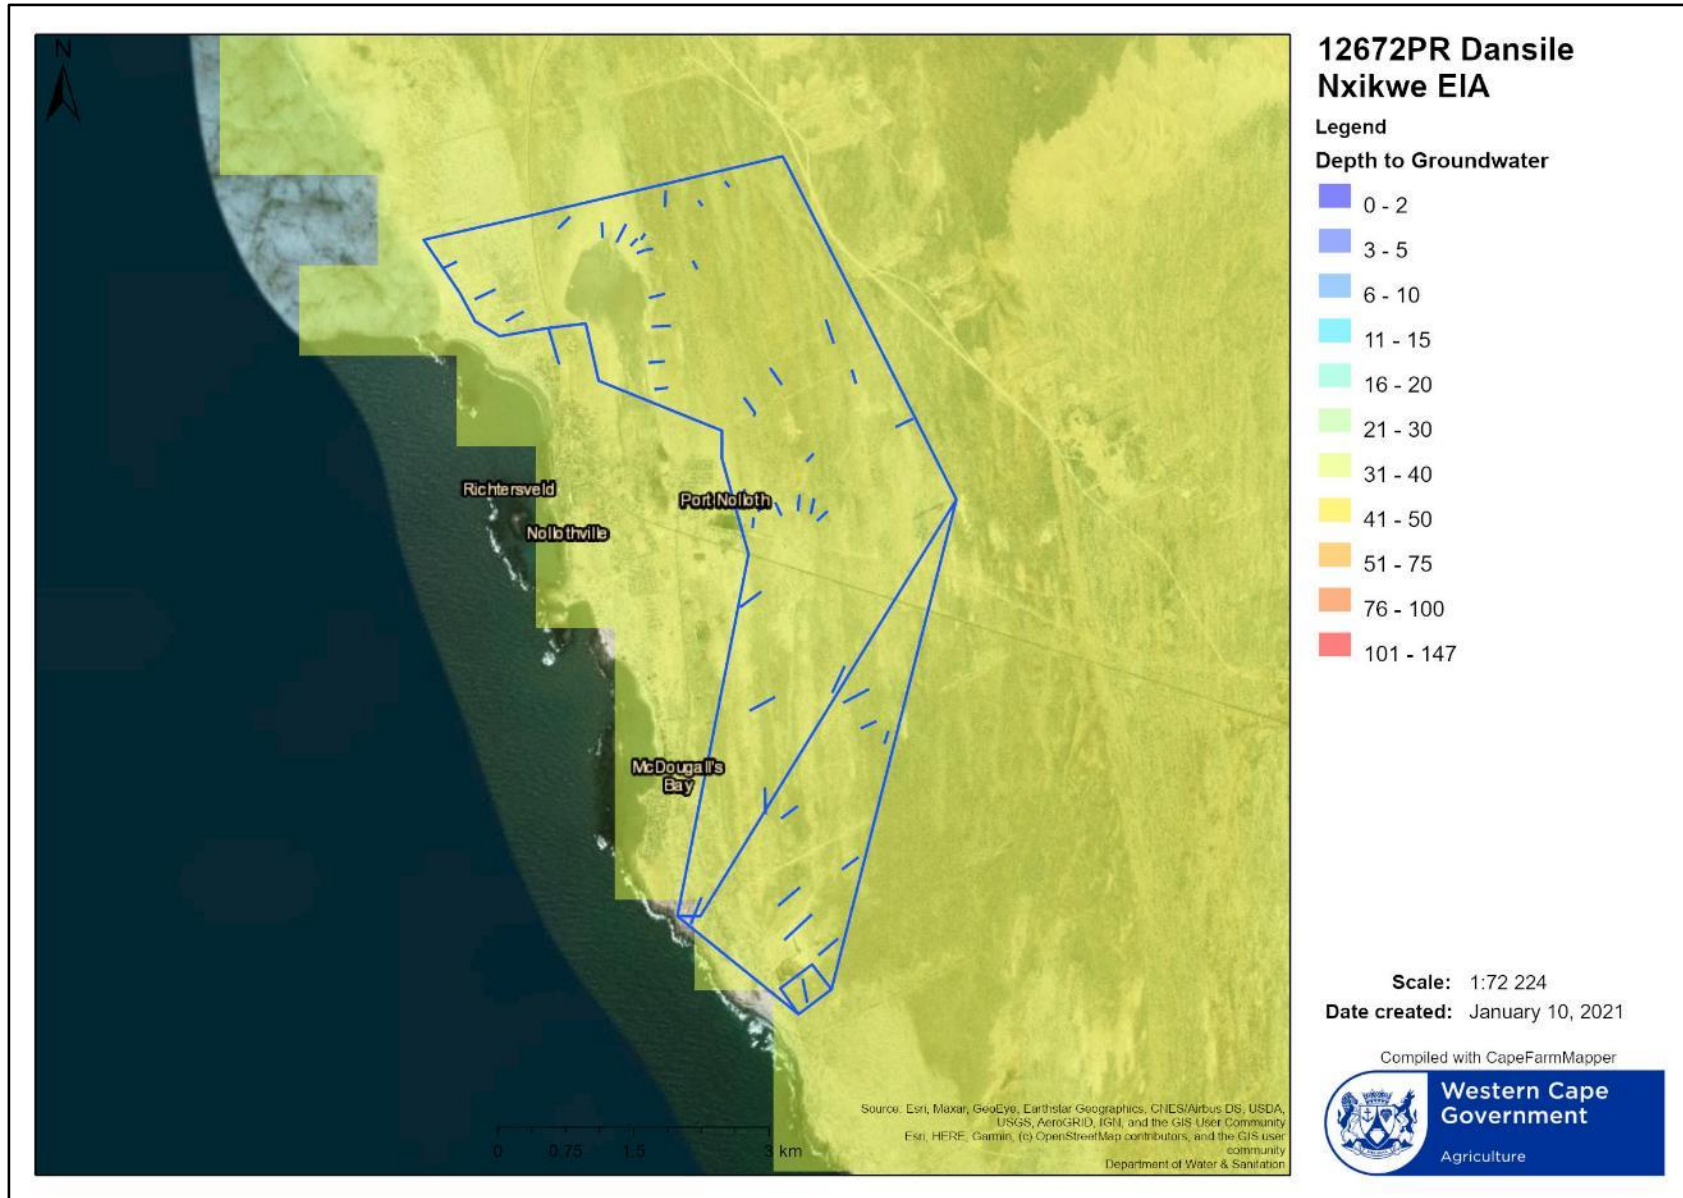 N
12672PR Dansile
Nxikwe EIA
Legend
Depth to Groundwater
0 - 2
3 - 5
6 - 10
11 - 15
16 - 20
21 - 30
31 - 40
41 - 50
51 - 75
76 - 100
101 - 147
Richtersveld
Port Nolloth
Nollothville
McDougall's
Bay
Scale: 1:72 224
Date created: January 10, 2021
Compiled with CapeFarmMapper
Western Cape
Government
Agriculture
Source: Esri, Maxar, GeoEye, Earthstar Geographics, CNES/Airbus DS, USDA,
USGS, AeroGRID, IGN, and the GIS User Community
Esri, HERE, Garmin, (c) OpenStreetMap contributors, and the GIS user
community
Department of Water & Sanitation
0 0.75 1.5 3 km